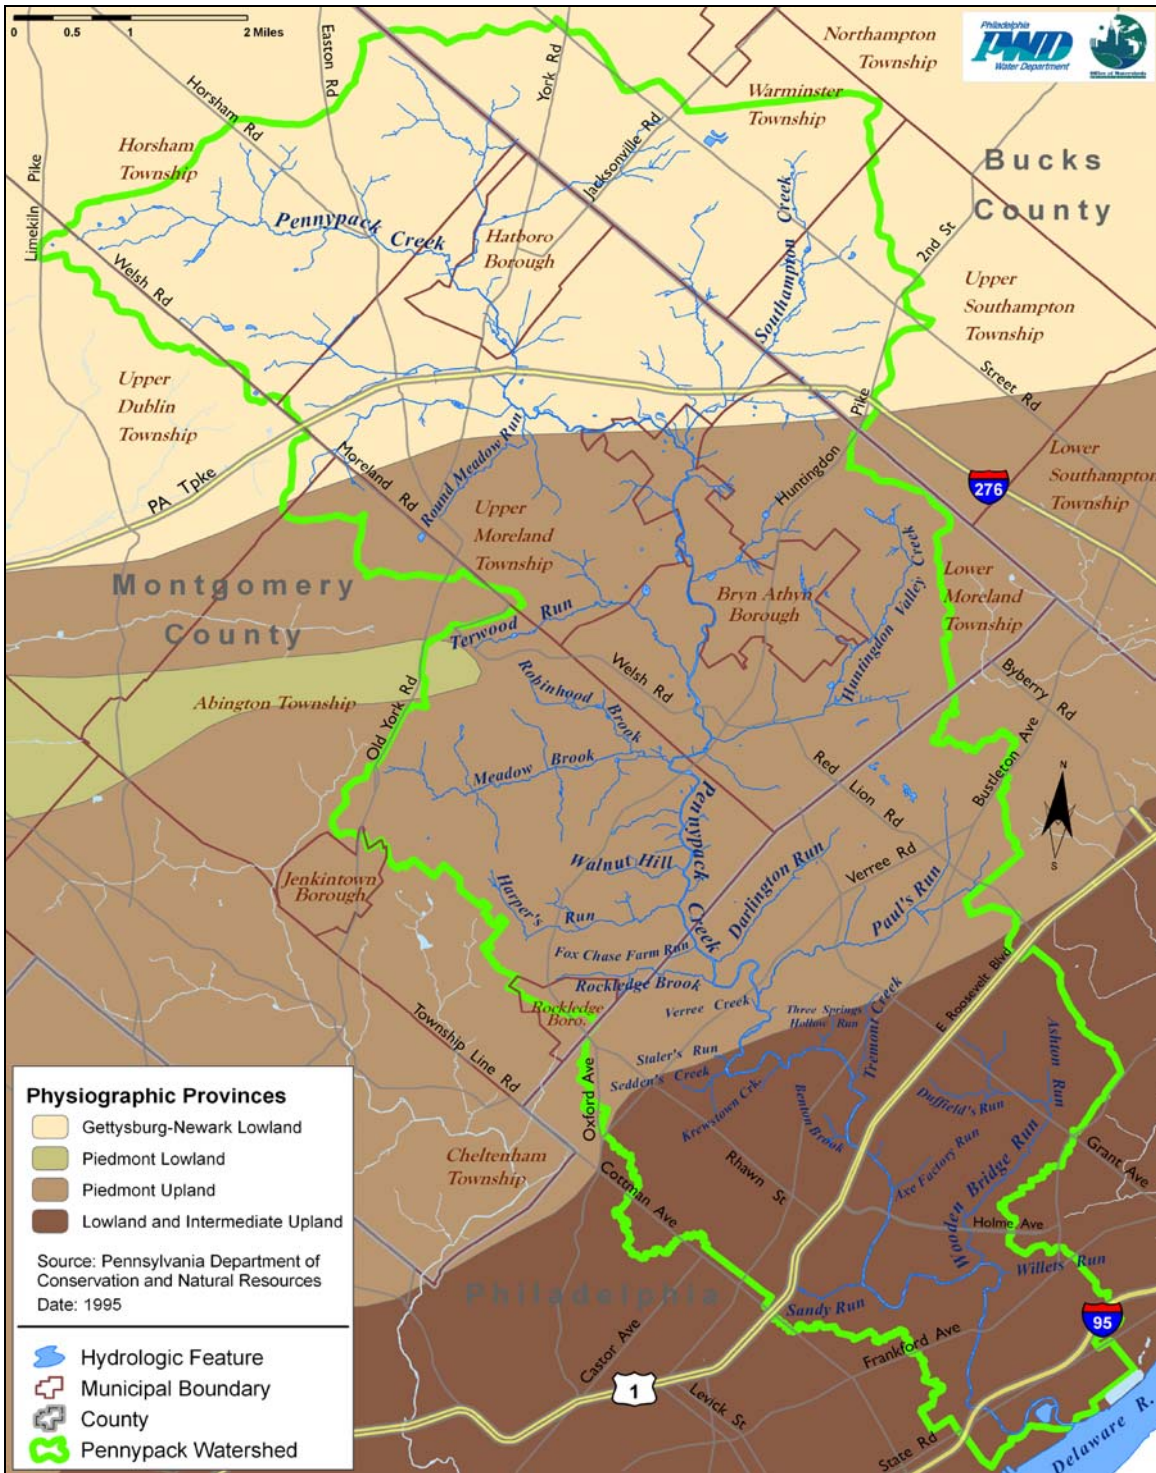 0 0.5 1 2 Miles
Philadelphia
PWD
Water Department
Office of Watersheds
Northampton
Township
Easton Rd
York Rd
Horsham Rd
Warminster
Township
Horsham
Township
Limekiln Pike
Jacksonville Rd
Bucks
County
Pennypack Creek
Hatboro
Borough
Southampton Creek
2nd St
Welsh Rd
Upper
Southampton
Township
Upper
Dublin
Township
Street Rd
Huntingdon Pike
PA Tpke
Moreland Rd
Round Meadow Run
Lower
Southampton
Township
276
Upper
Moreland
Township
Montgomery
County
Bryn Athyn
Borough
Huntingdon Valley Creek
Lower
Moreland
Township
Terwood Run
Welsh Rd
Robinhood Brook
Byberry Rd
Abington Township
Old York Rd
Meadow Brook
Red Lion Rd
Bustleton Ave
N
S
Pennypack Creek
Walnut Hill
Darlington Run
Verree Rd
Paul's Run
Jenkintown
Borough
Harper's Run
Fox Chase Farm Run
Rockledge Brook
Rockledge
Boro.
Verree Creek
Three Springs
Hollow Run
Tremont Creek
E Roosevelt Blvd
Ashton Run
Township Line Rd
Staler's Run
Sedden's Creek
Oxford Ave
Krewstown Crk.
Benton Brook
Duffield's Run
Axe Factory Run
Wooden Bridge Run
Grant Ave
Cheltenham
Township
Cottman Ave
Rhawn St
Holme Ave
Willets Run
Philadelphia
Sandy Run
95
Castor Ave
Frankford Ave
1
Levick St
State Rd
Delaware R.
Physiographic Provinces
Gettysburg-Newark Lowland
Piedmont Lowland
Piedmont Upland
Lowland and Intermediate Upland
Source: Pennsylvania Department of
Conservation and Natural Resources
Date: 1995
Hydrologic Feature
Municipal Boundary
County
Pennypack Watershed